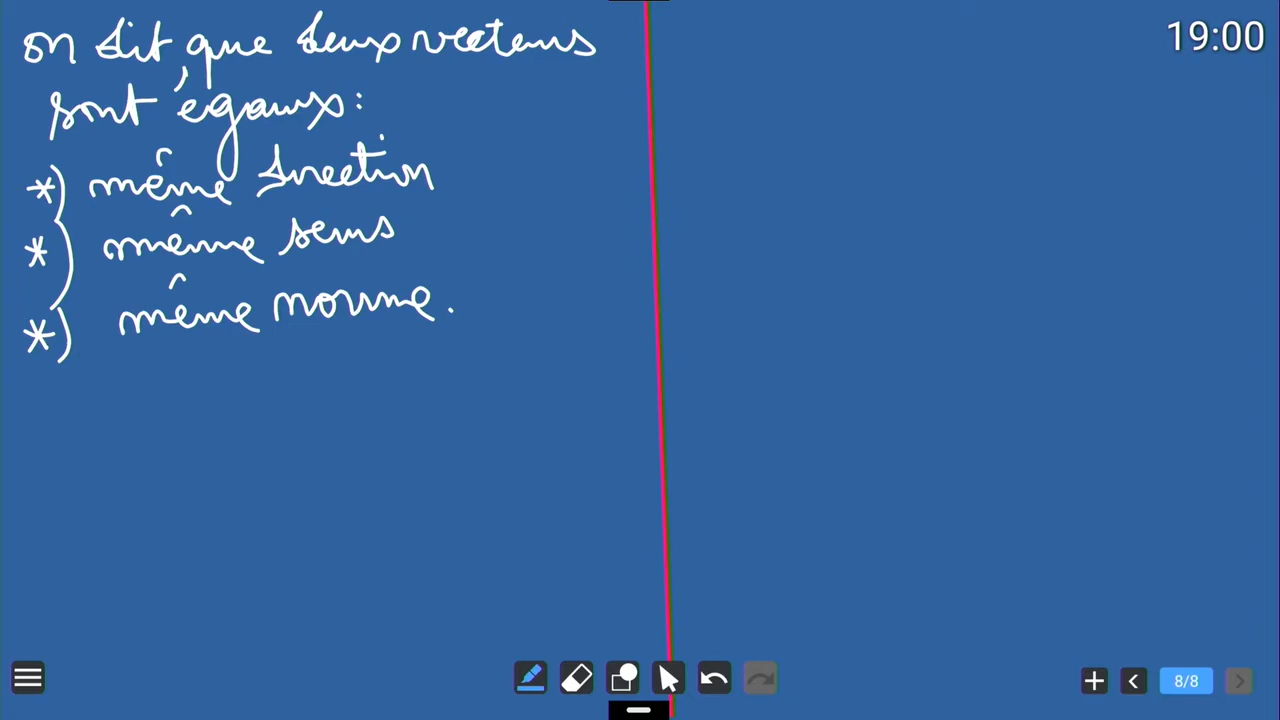 on dit que deux vecteurs
sont égaux:
*) même direction
*) même sens
*) même norme.
19:00
8/8